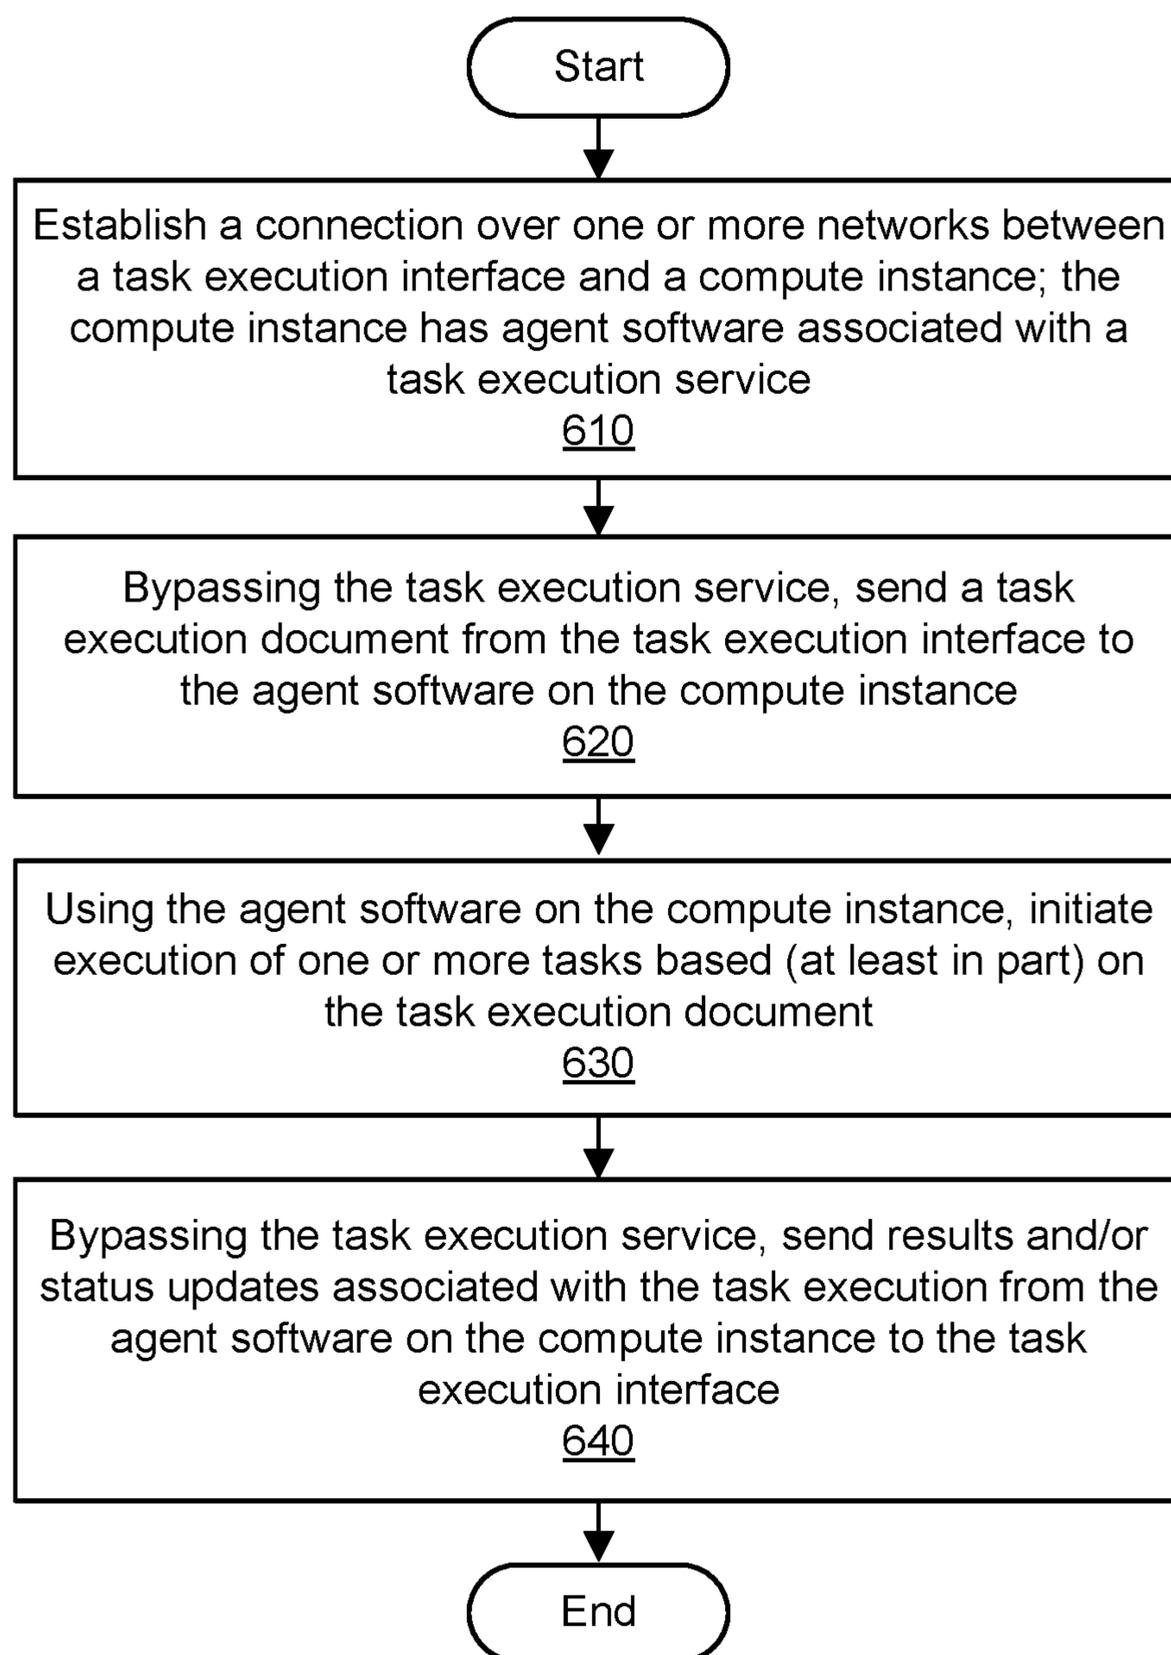 Start
Establish a connection over one or more networks between
a task execution interface and a compute instance; the
compute instance has agent software associated with a
task execution service
610
Bypassing the task execution service, send a task
execution document from the task execution interface to
the agent software on the compute instance
620
Using the agent software on the compute instance, initiate
execution of one or more tasks based (at least in part) on
the task execution document
630
Bypassing the task execution service, send results and/or
status updates associated with the task execution from the
agent software on the compute instance to the task
execution interface
640
End